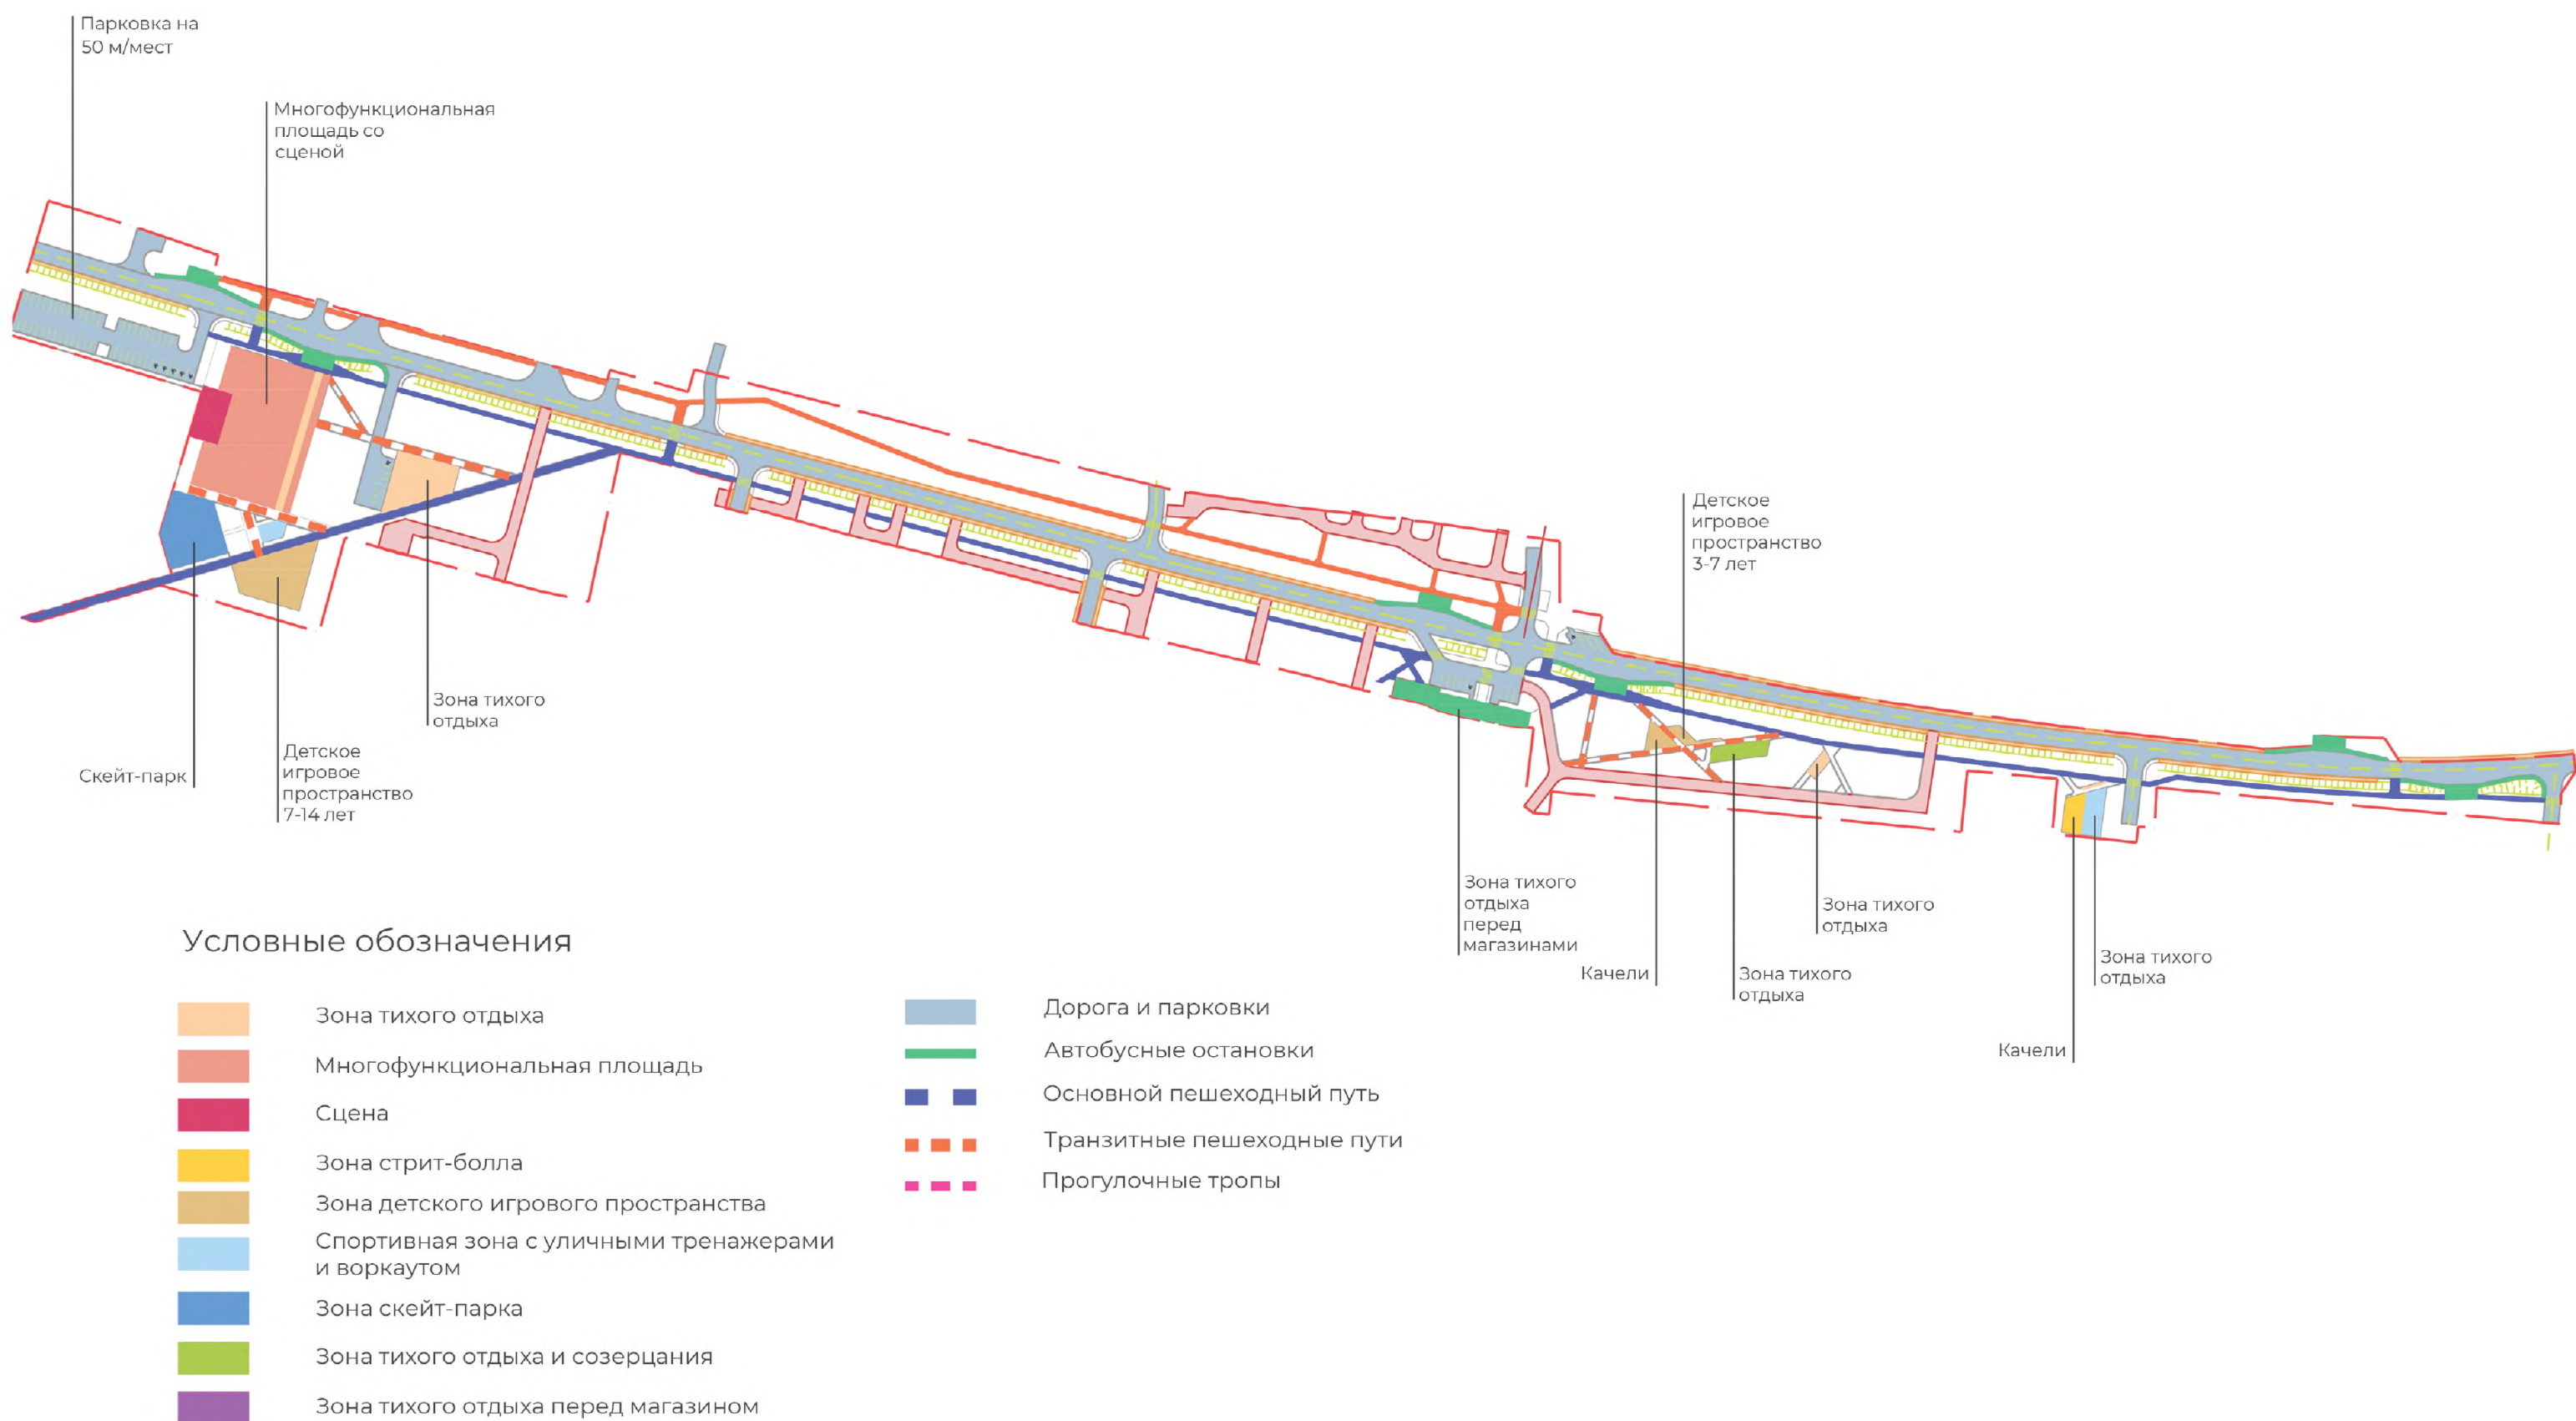 Парковка на
50 м/мест
Многофункциональная
площадь со
сценой
Детское
игровое
пространство
3-7 лет
Зона тихого
отдыха
Детское
игровое
пространство
7-14 лет
Скейт-парк
Зона тихого
отдыха
перед
магазинами
Качели
Зона тихого
отдыха
Зона тихого
отдыха
Зона тихого
отдыха
Качели
Условные обозначения
Зона тихого отдыха
Многофункциональная площадь
Сцена
Зона стрит-болла
Зона детского игрового пространства
Спортивная зона с уличными тренажерами
и воркаутом
Зона скейт-парка
Зона тихого отдыха и созерцания
Зона тихого отдыха перед магазином
Дорога и парковки
Автобусные остановки
Основной пешеходный путь
Транзитные пешеходные пути
Прогулочные тропы